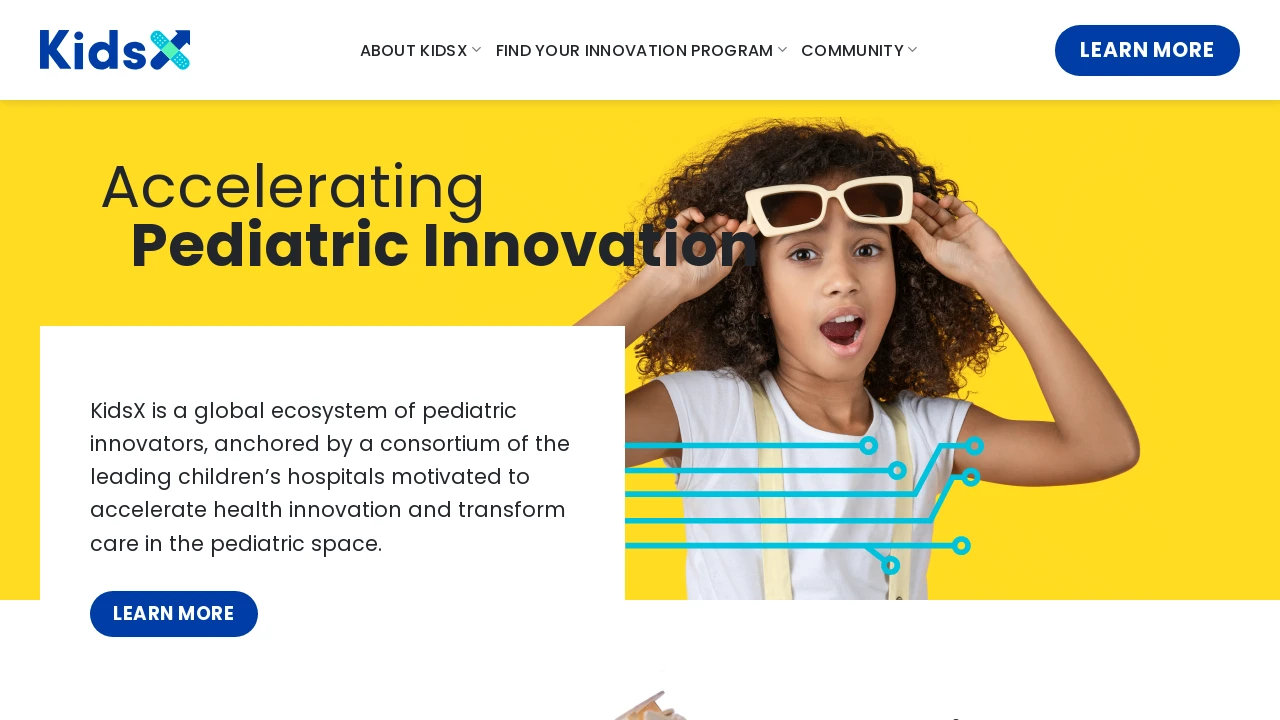 KidsX
ABOUT KIDSX
FIND YOUR INNOVATION PROGRAM
COMMUNITY
LEARN MORE
Accelerating
Pediatric Innovation
KidsX is a global ecosystem of pediatric
innovators, anchored by a consortium of the
leading children’s hospitals motivated to
accelerate health innovation and transform
care in the pediatric space.
LEARN MORE